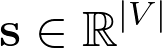 s ∈ ℝ^{|V|}